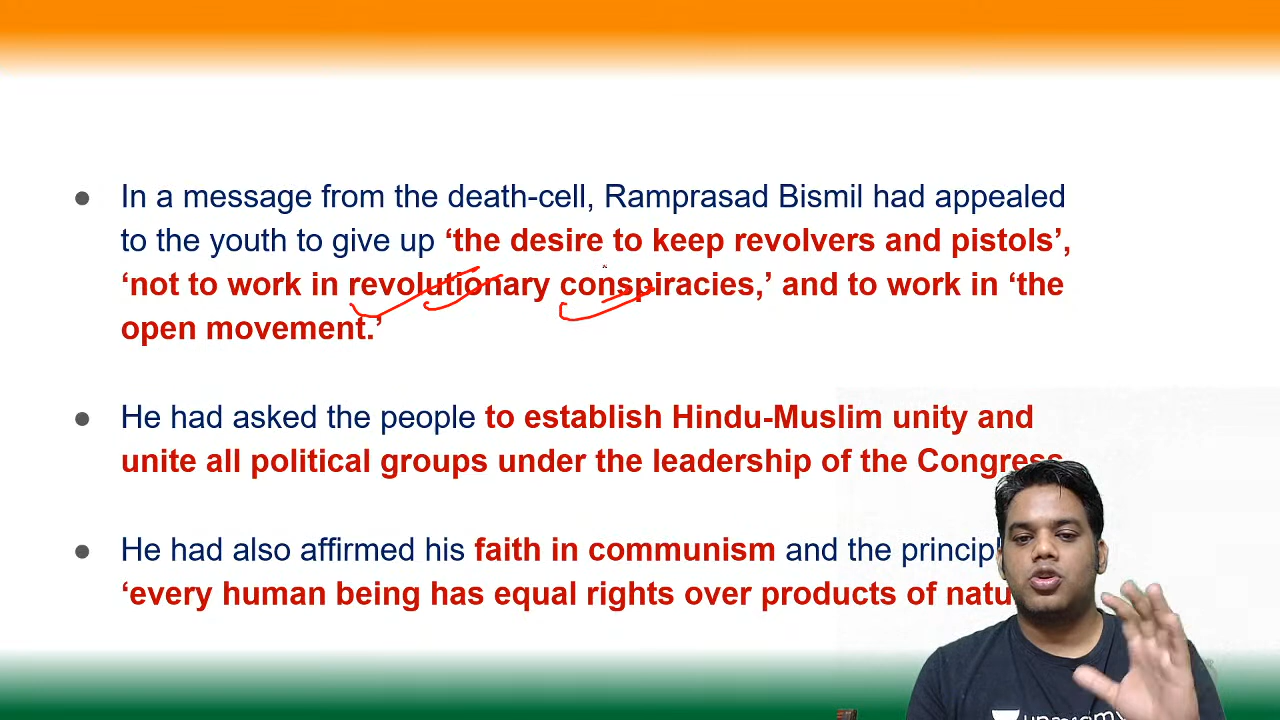 ● In a message from the death-cell, Ramprasad Bismil had appealed
to the youth to give up ‘the desire to keep revolvers and pistols’,
‘not to work in revolutionary conspiracies,’ and to work in ‘the
open movement.’
● He had asked the people to establish Hindu-Muslim unity and
unite all political groups under the leadership of the Congress
● He had also affirmed his faith in communism and the
‘every human being has equal rights over products of